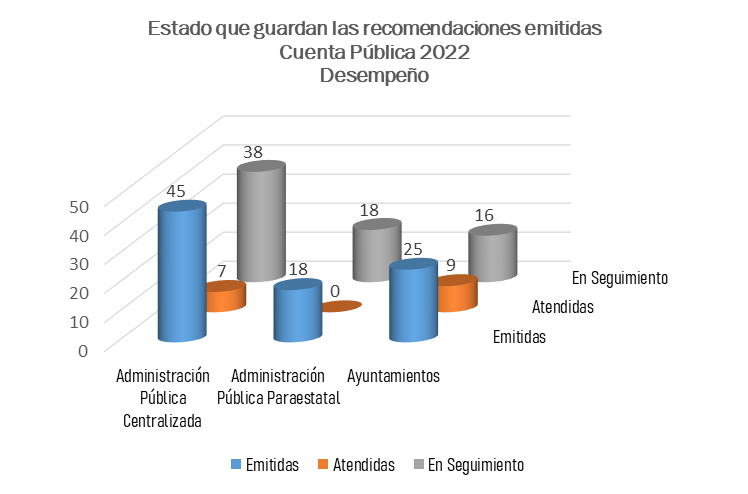 Estado que guardan las recomendaciones emitidas
Cuenta Pública 2022
Desempeño
50
40
30
20
10
0
45
38
7
18
18
0
25
16
9
En Seguimiento
Atendidas
Emitidas
Administración
Pública
Centralizada
Administración
Pública Paraestatal
Ayuntamientos
Emitidas
Atendidas
En Seguimiento